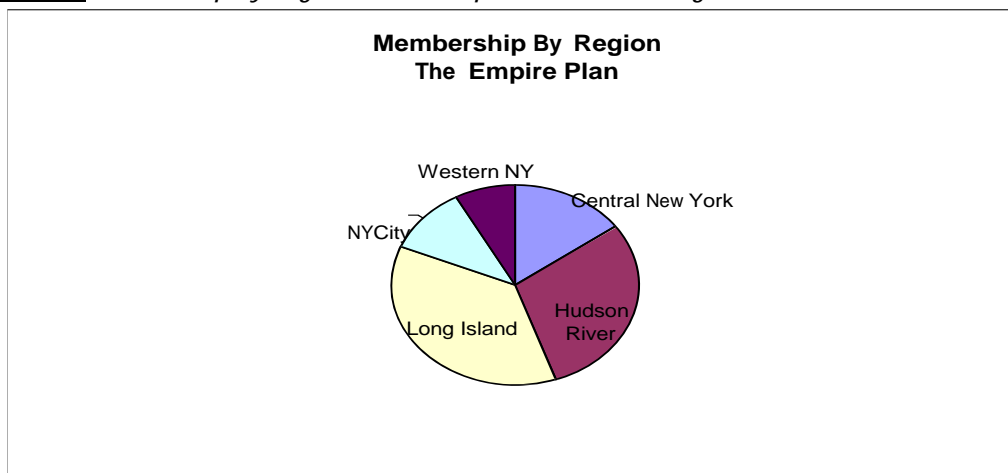 Membership By Region
The Empire Plan
Western NY
Central New York
NYCity
Hudson
River
Long Island